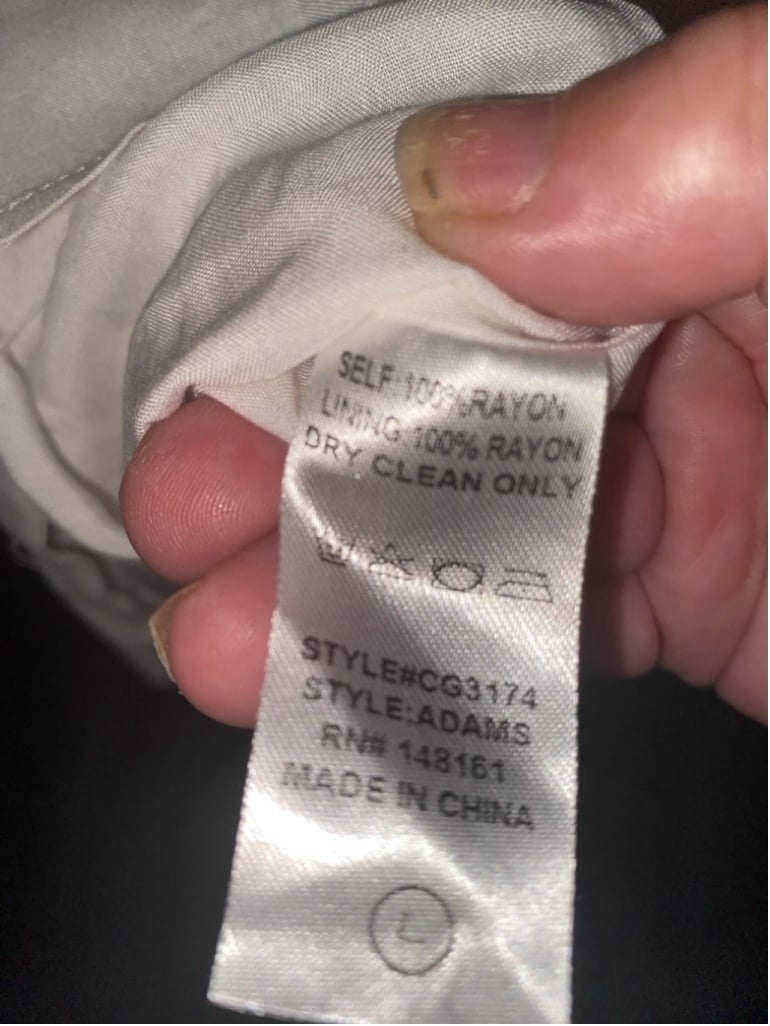 SELF:100%RAYON
LINING:100% RAYON
DRY CLEAN ONLY
STYLE#CG3174
STYLE:ADAMS
RN# 148161
MADE IN CHINA
L